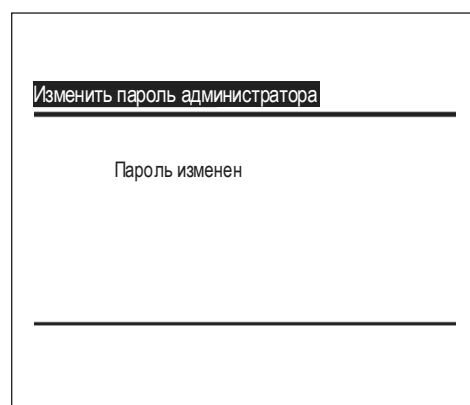 Изменить пароль администратора
Пароль изменен